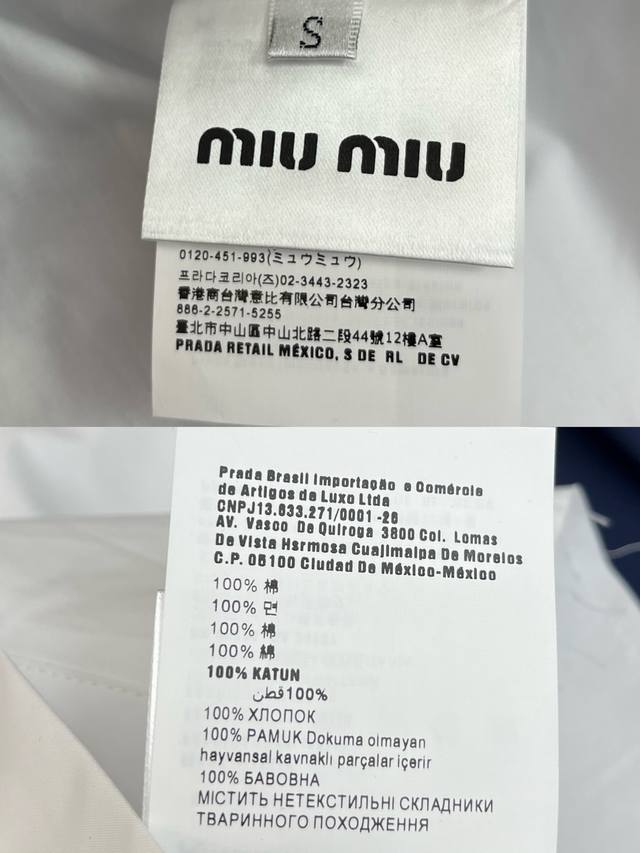 S
MIU MIU
0120-451-993(ミュウミュウ)
프라다코리아(즈)02-3443-2323
香港商台灣意比有限公司台灣分公司
886-2-2571-5255
臺北市中山區中山北路二段44號12樓A室
PRADA RETAIL MÉXICO, S DE RL DE CV
Prada Brasil Importação e Comércie
de Artigos de Luxo Ltda
CNPJ13.633.271/0001 -26
AV. Vasco De Quiroga 3800 Col. Lomas
De Vista Hsrmosa Cuajimalpa De Morelos
C.P. 05100 Ciudad De México-México
100% 棉
100% 면
100% 棉
100% 綿
100% KATUN
100% قطن
100% ХЛОПОК
100% PAMUK Dokuma olmayan
hayvansal kavnaklı parçalar içerir
100% БАВОВНА
МІСТИТЬ НЕТЕКСТИЛЬНІ СКЛАДНИКИ
ТВАРИННОГО ПОХОДЖЕННЯ